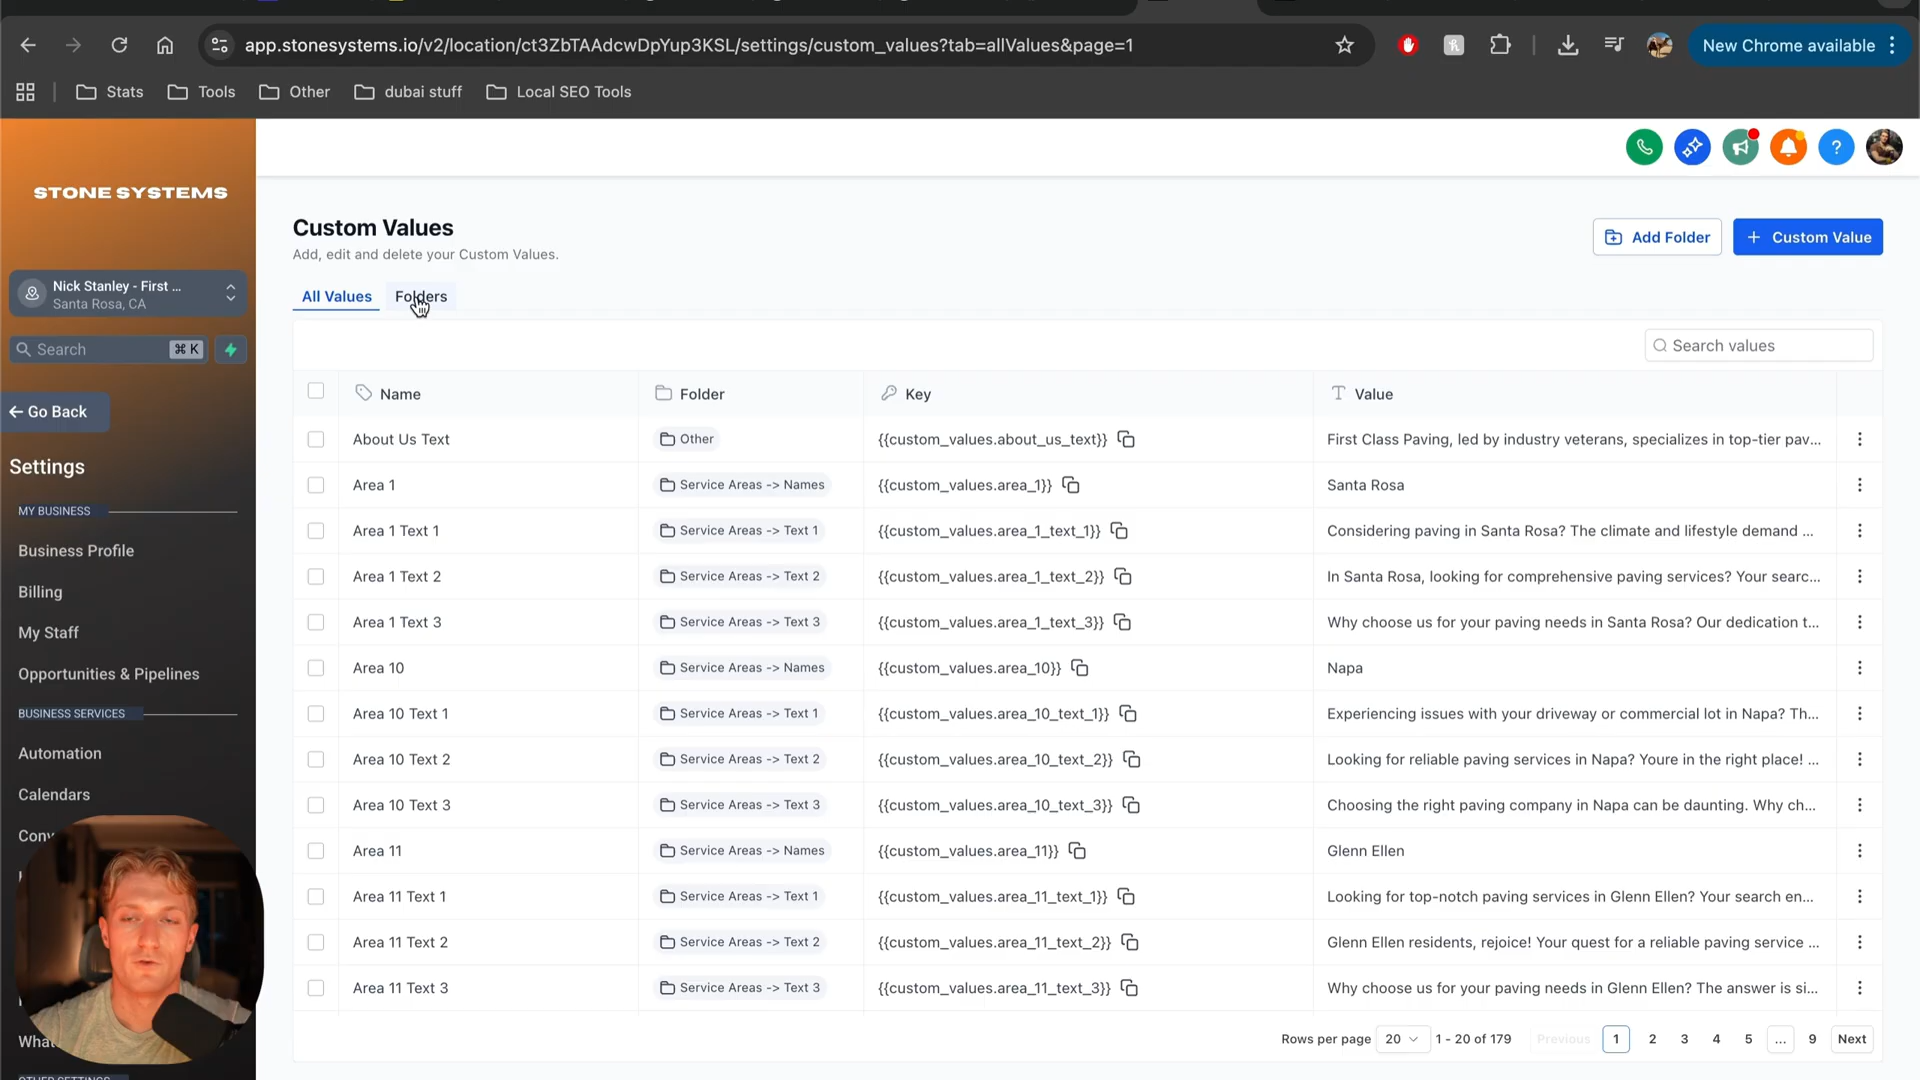 app.stonesystems.io/v2/location/ct3ZbTAAdcwDpYup3KSL/settings/custom_values?tab=allValues&page=1
New Chrome available
Stats
Tools
Other
dubai stuff
Local SEO Tools
STONE SYSTEMS
Nick Stanley - First ...
Santa Rosa, CA
Search
⌘ K
Go Back
Settings
MY BUSINESS
Business Profile
Billing
My Staff
Opportunities & Pipelines
BUSINESS SERVICES
Automation
Calendars
Custom Values
Add, edit and delete your Custom Values.
Add Folder
+ Custom Value
All Values
Folders
Search values
Name Folder Key Value
About Us Text Other {{custom_values.about_us_text}} First Class Paving, led by industry veterans, specializes in top-tier pav...
Area 1 Service Areas -> Names {{custom_values.area_1}} Santa Rosa
Area 1 Text 1 Service Areas -> Text 1 {{custom_values.area_1_text_1}} Considering paving in Santa Rosa? The climate and lifestyle demand ...
Area 1 Text 2 Service Areas -> Text 2 {{custom_values.area_1_text_2}} In Santa Rosa, looking for comprehensive paving services? Your searc...
Area 1 Text 3 Service Areas -> Text 3 {{custom_values.area_1_text_3}} Why choose us for your paving needs in Santa Rosa? Our dedication t...
Area 10 Service Areas -> Names {{custom_values.area_10}} Napa
Area 10 Text 1 Service Areas -> Text 1 {{custom_values.area_10_text_1}} Experiencing issues with your driveway or commercial lot in Napa? Th...
Area 10 Text 2 Service Areas -> Text 2 {{custom_values.area_10_text_2}} Looking for reliable paving services in Napa? Youre in the right place! ...
Area 10 Text 3 Service Areas -> Text 3 {{custom_values.area_10_text_3}} Choosing the right paving company in Napa can be daunting. Why ch...
Area 11 Service Areas -> Names {{custom_values.area_11}} Glenn Ellen
Area 11 Text 1 Service Areas -> Text 1 {{custom_values.area_11_text_1}} Looking for top-notch paving services in Glenn Ellen? Your search en...
Area 11 Text 2 Service Areas -> Text 2 {{custom_values.area_11_text_2}} Glenn Ellen residents, rejoice! Your quest for a reliable paving service ...
Area 11 Text 3 Service Areas -> Text 3 {{custom_values.area_11_text_3}} Why choose us for your paving needs in Glenn Ellen? The answer is si...
Rows per page 20 1 - 20 of 179 Previous 1 2 3 4 5 ... 9 Next